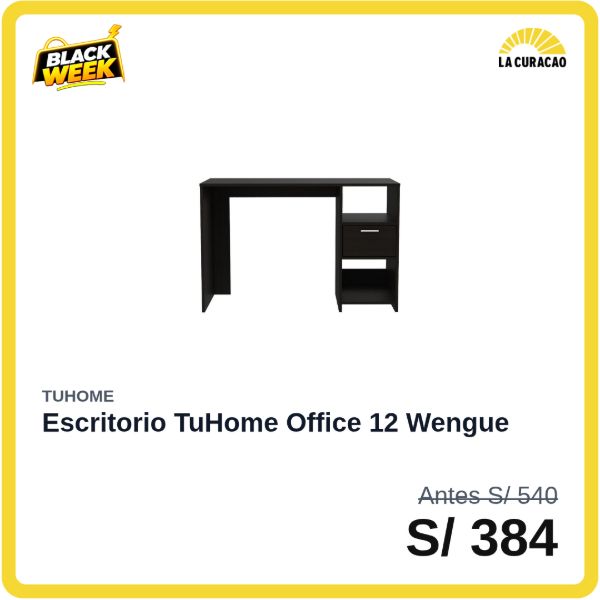 BLACK
WEEK
LA CURACAO
TUHOME
Escritorio TuHome Office 12 Wengue
Antes S/ 540
S/ 384